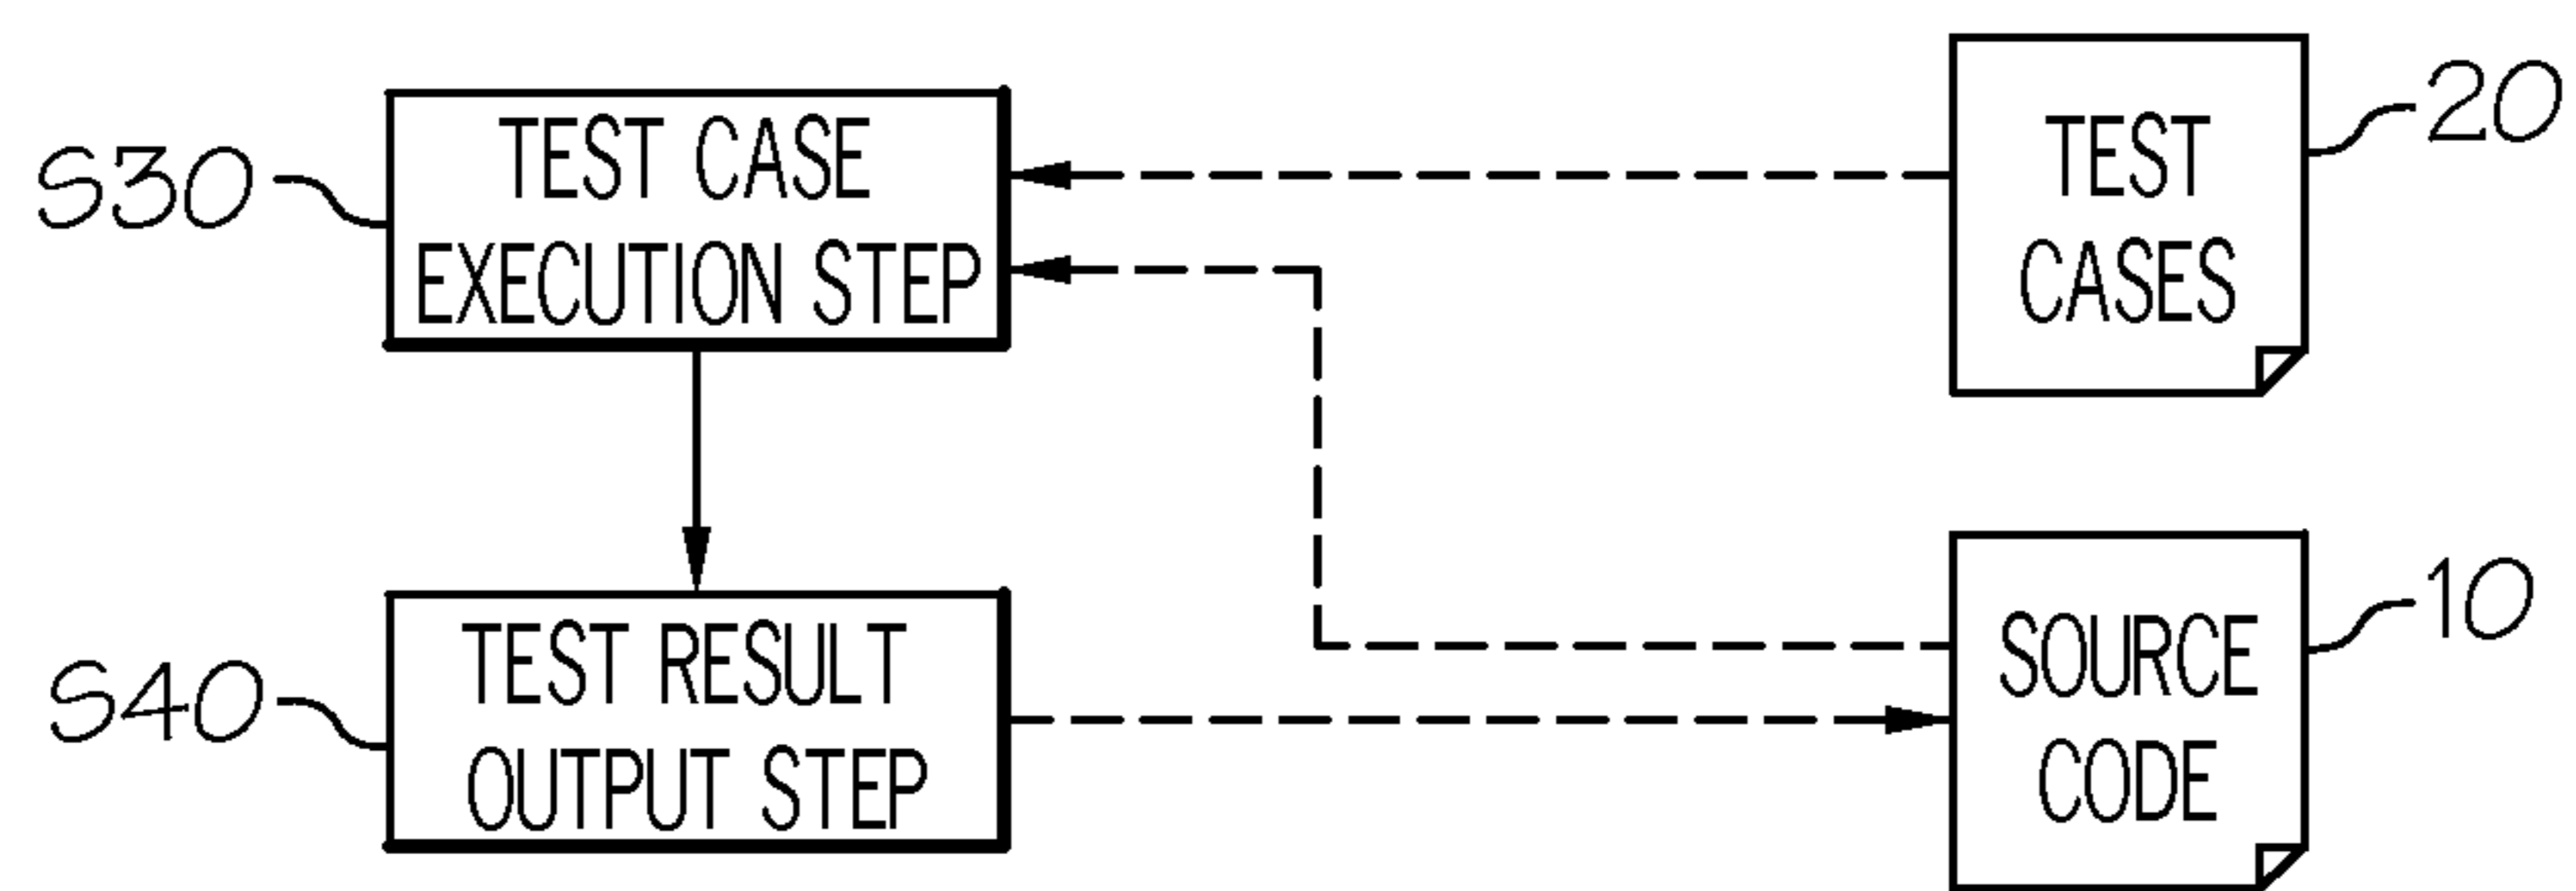 S30
TEST CASE
EXECUTION STEP
TEST
CASES
20
S40
TEST RESULT
OUTPUT STEP
SOURCE
CODE
10